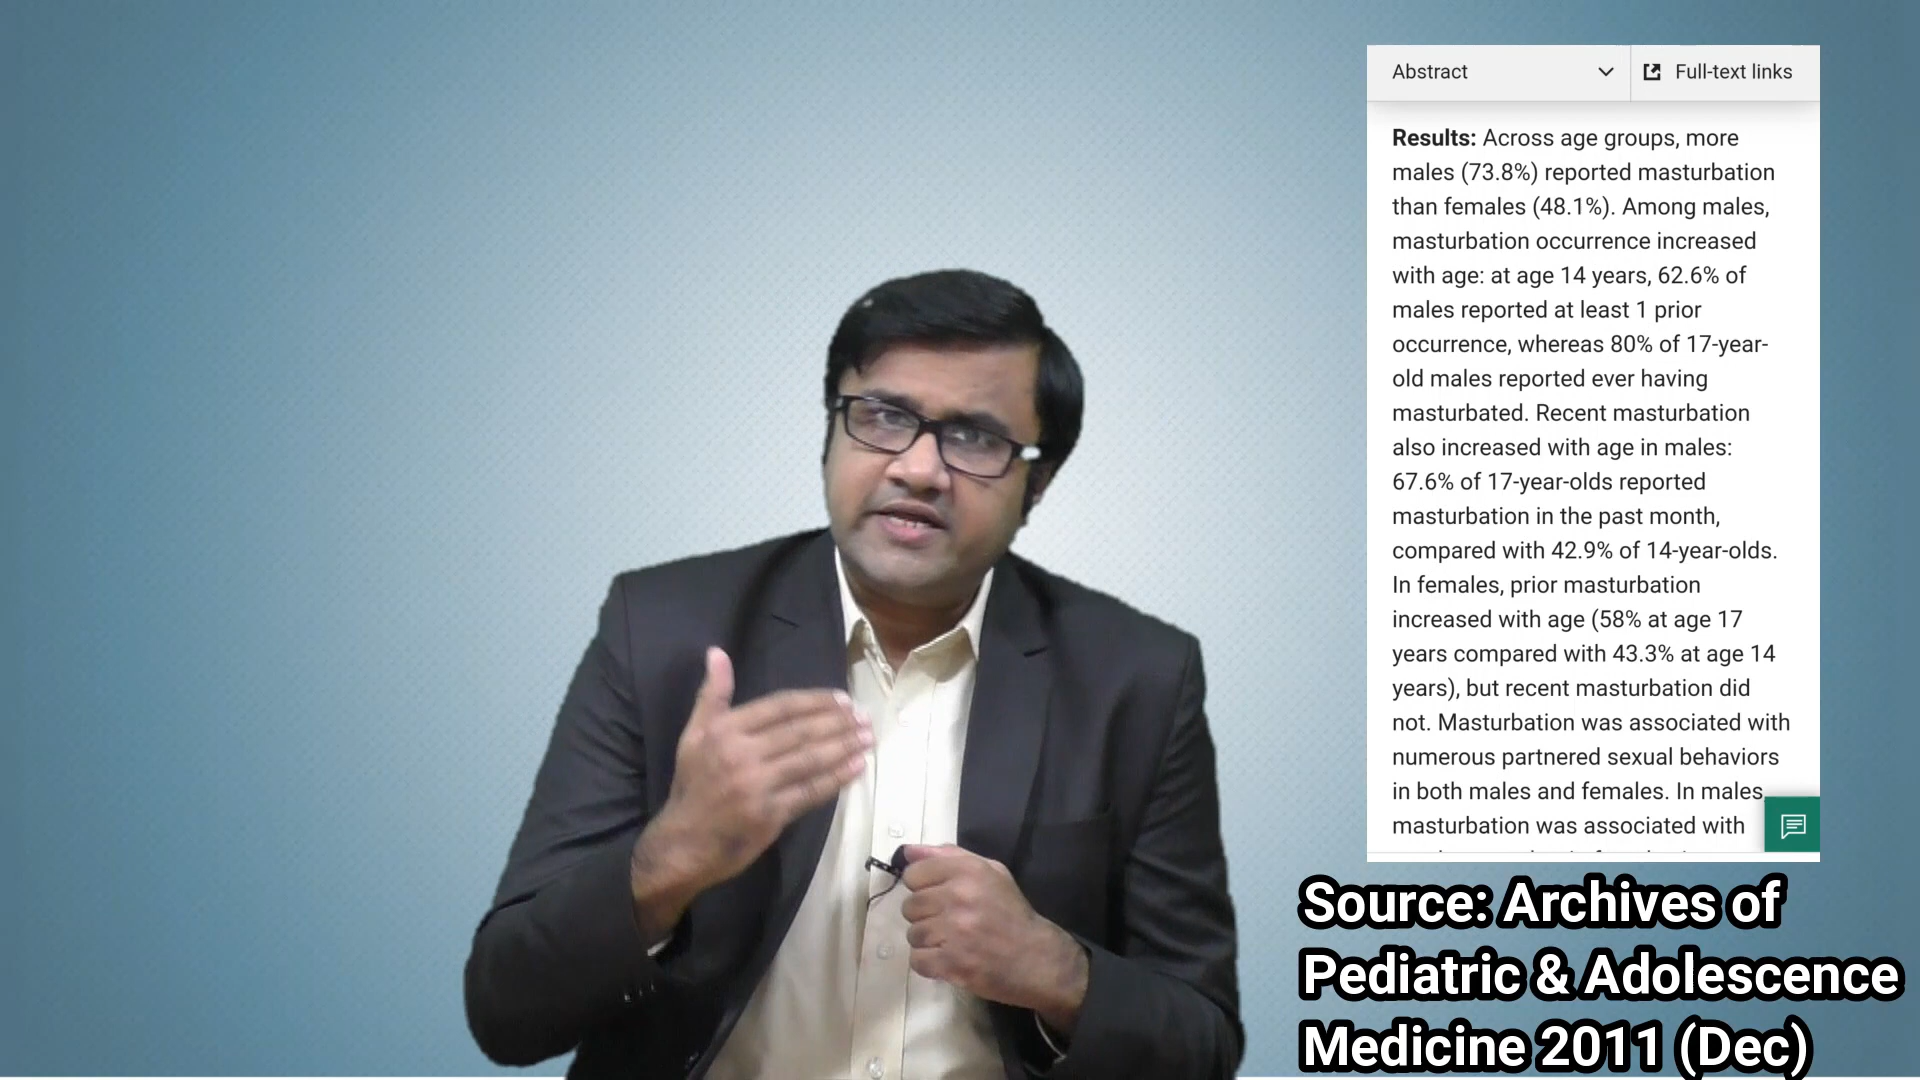 Abstract
Full-text links
Results: Across age groups, more
males (73.8%) reported masturbation
than females (48.1%). Among males,
masturbation occurrence increased
with age: at age 14 years, 62.6% of
males reported at least 1 prior
occurrence, whereas 80% of 17-year-
old males reported ever having
masturbated. Recent masturbation
also increased with age in males:
67.6% of 17-year-olds reported
masturbation in the past month,
compared with 42.9% of 14-year-olds.
In females, prior masturbation
increased with age (58% at age 17
years compared with 43.3% at age 14
years), but recent masturbation did
not. Masturbation was associated with
numerous partnered sexual behaviors
in both males and females. In males,
masturbation was associated with
Source: Archives of
Pediatric & Adolescence
Medicine 2011 (Dec)